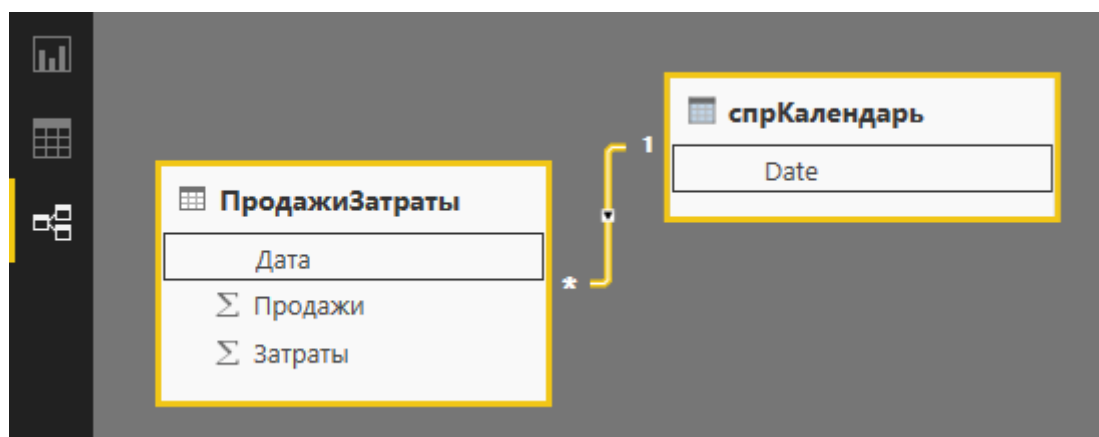 спрКалендарь
1
Date
ПродажиЗатраты
Дата
*
Σ Продажи
Σ Затраты